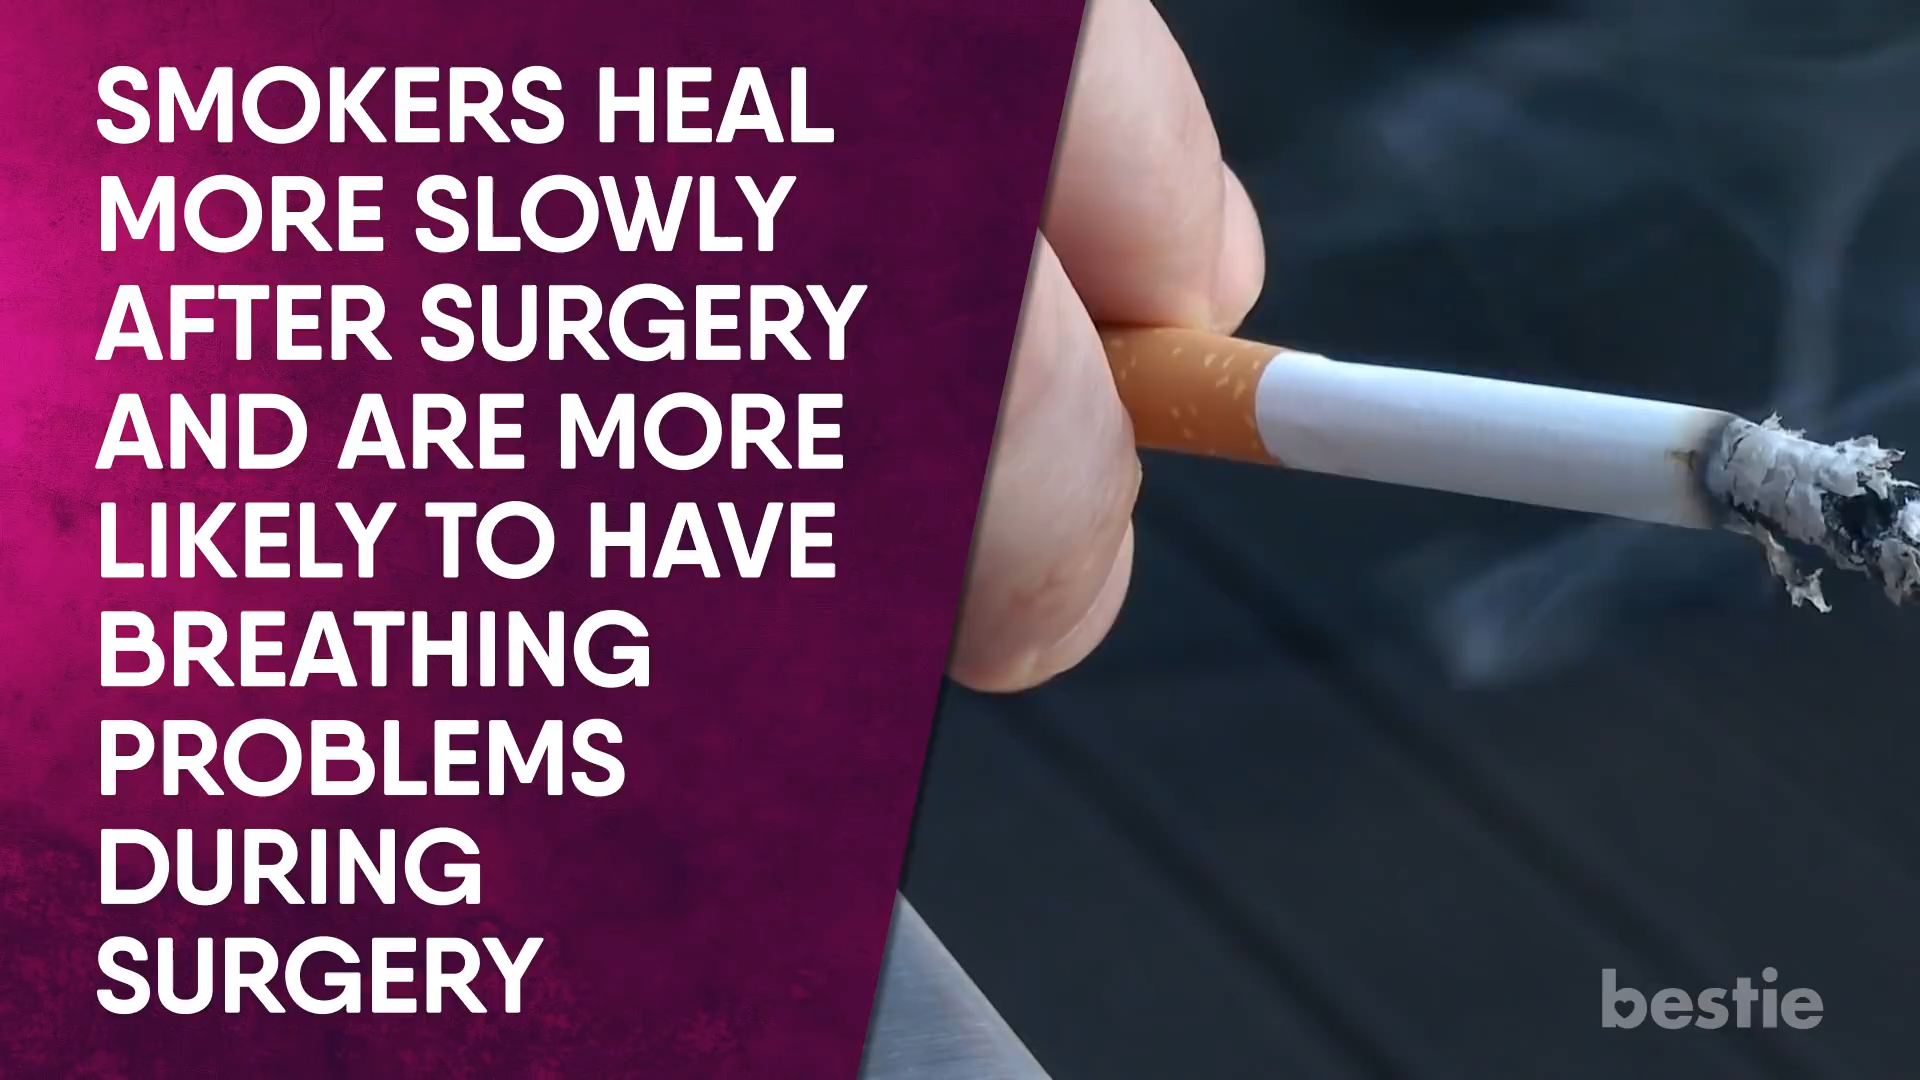 SMOKERS HEAL
MORE SLOWLY
AFTER SURGERY
AND ARE MORE
LIKELY TO HAVE
BREATHING
PROBLEMS
DURING
SURGERY
bestie